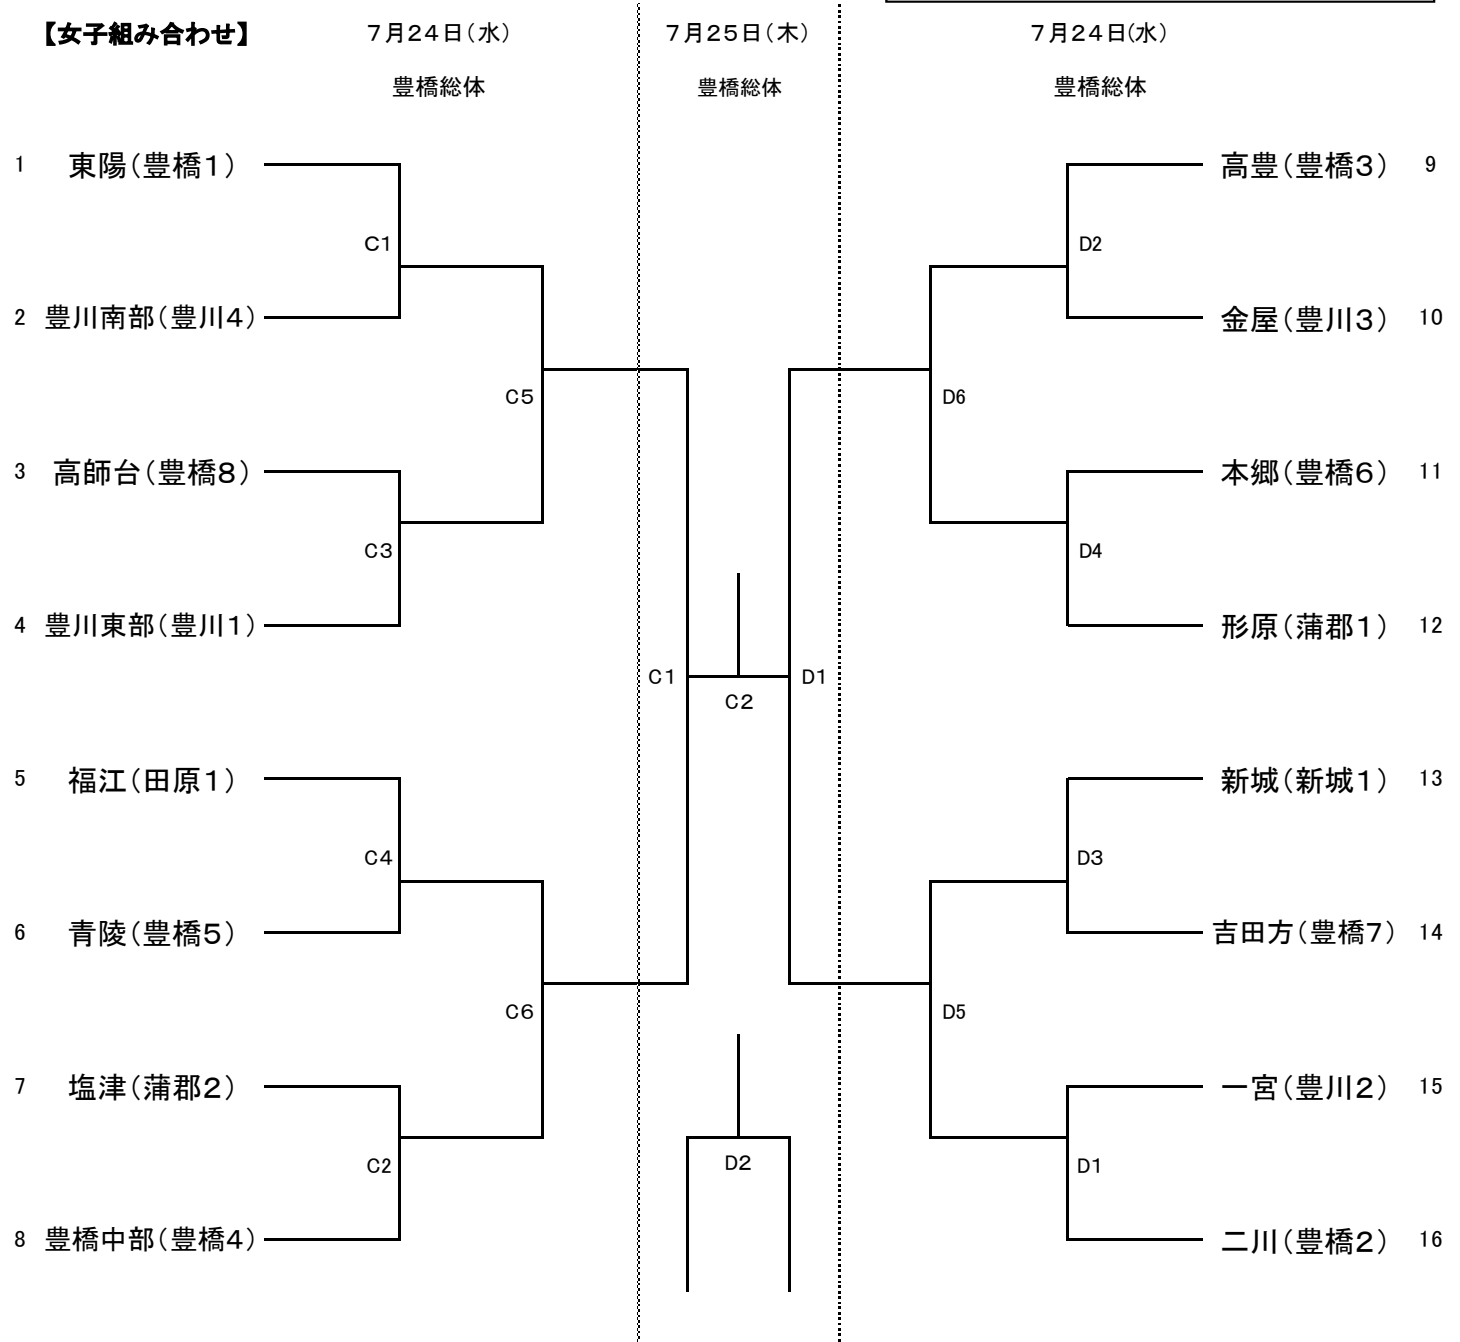 【女子組み合わせ】
７月２４日（水）
７月２５日（木）
７月２４日（水）
豊橋総体
豊橋総体
豊橋総体
1 東陽（豊橋１）
C1
2 豊川南部（豊川４）
C5
3 高師台（豊橋８）
C3
4 豊川東部（豊川１）
5 福江（田原１）
C4
6 青陵（豊橋５）
C6
7 塩津（蒲郡２）
C2
8 豊橋中部（豊橋４）
C1
C2
D1
D2
高豊（豊橋３） 9
D2
金屋（豊川３） 10
D6
本郷（豊橋６） 11
D4
形原（蒲郡１） 12
新城（新城１） 13
D3
吉田方（豊橋７） 14
D5
一宮（豊川２） 15
D1
二川（豊橋２） 16